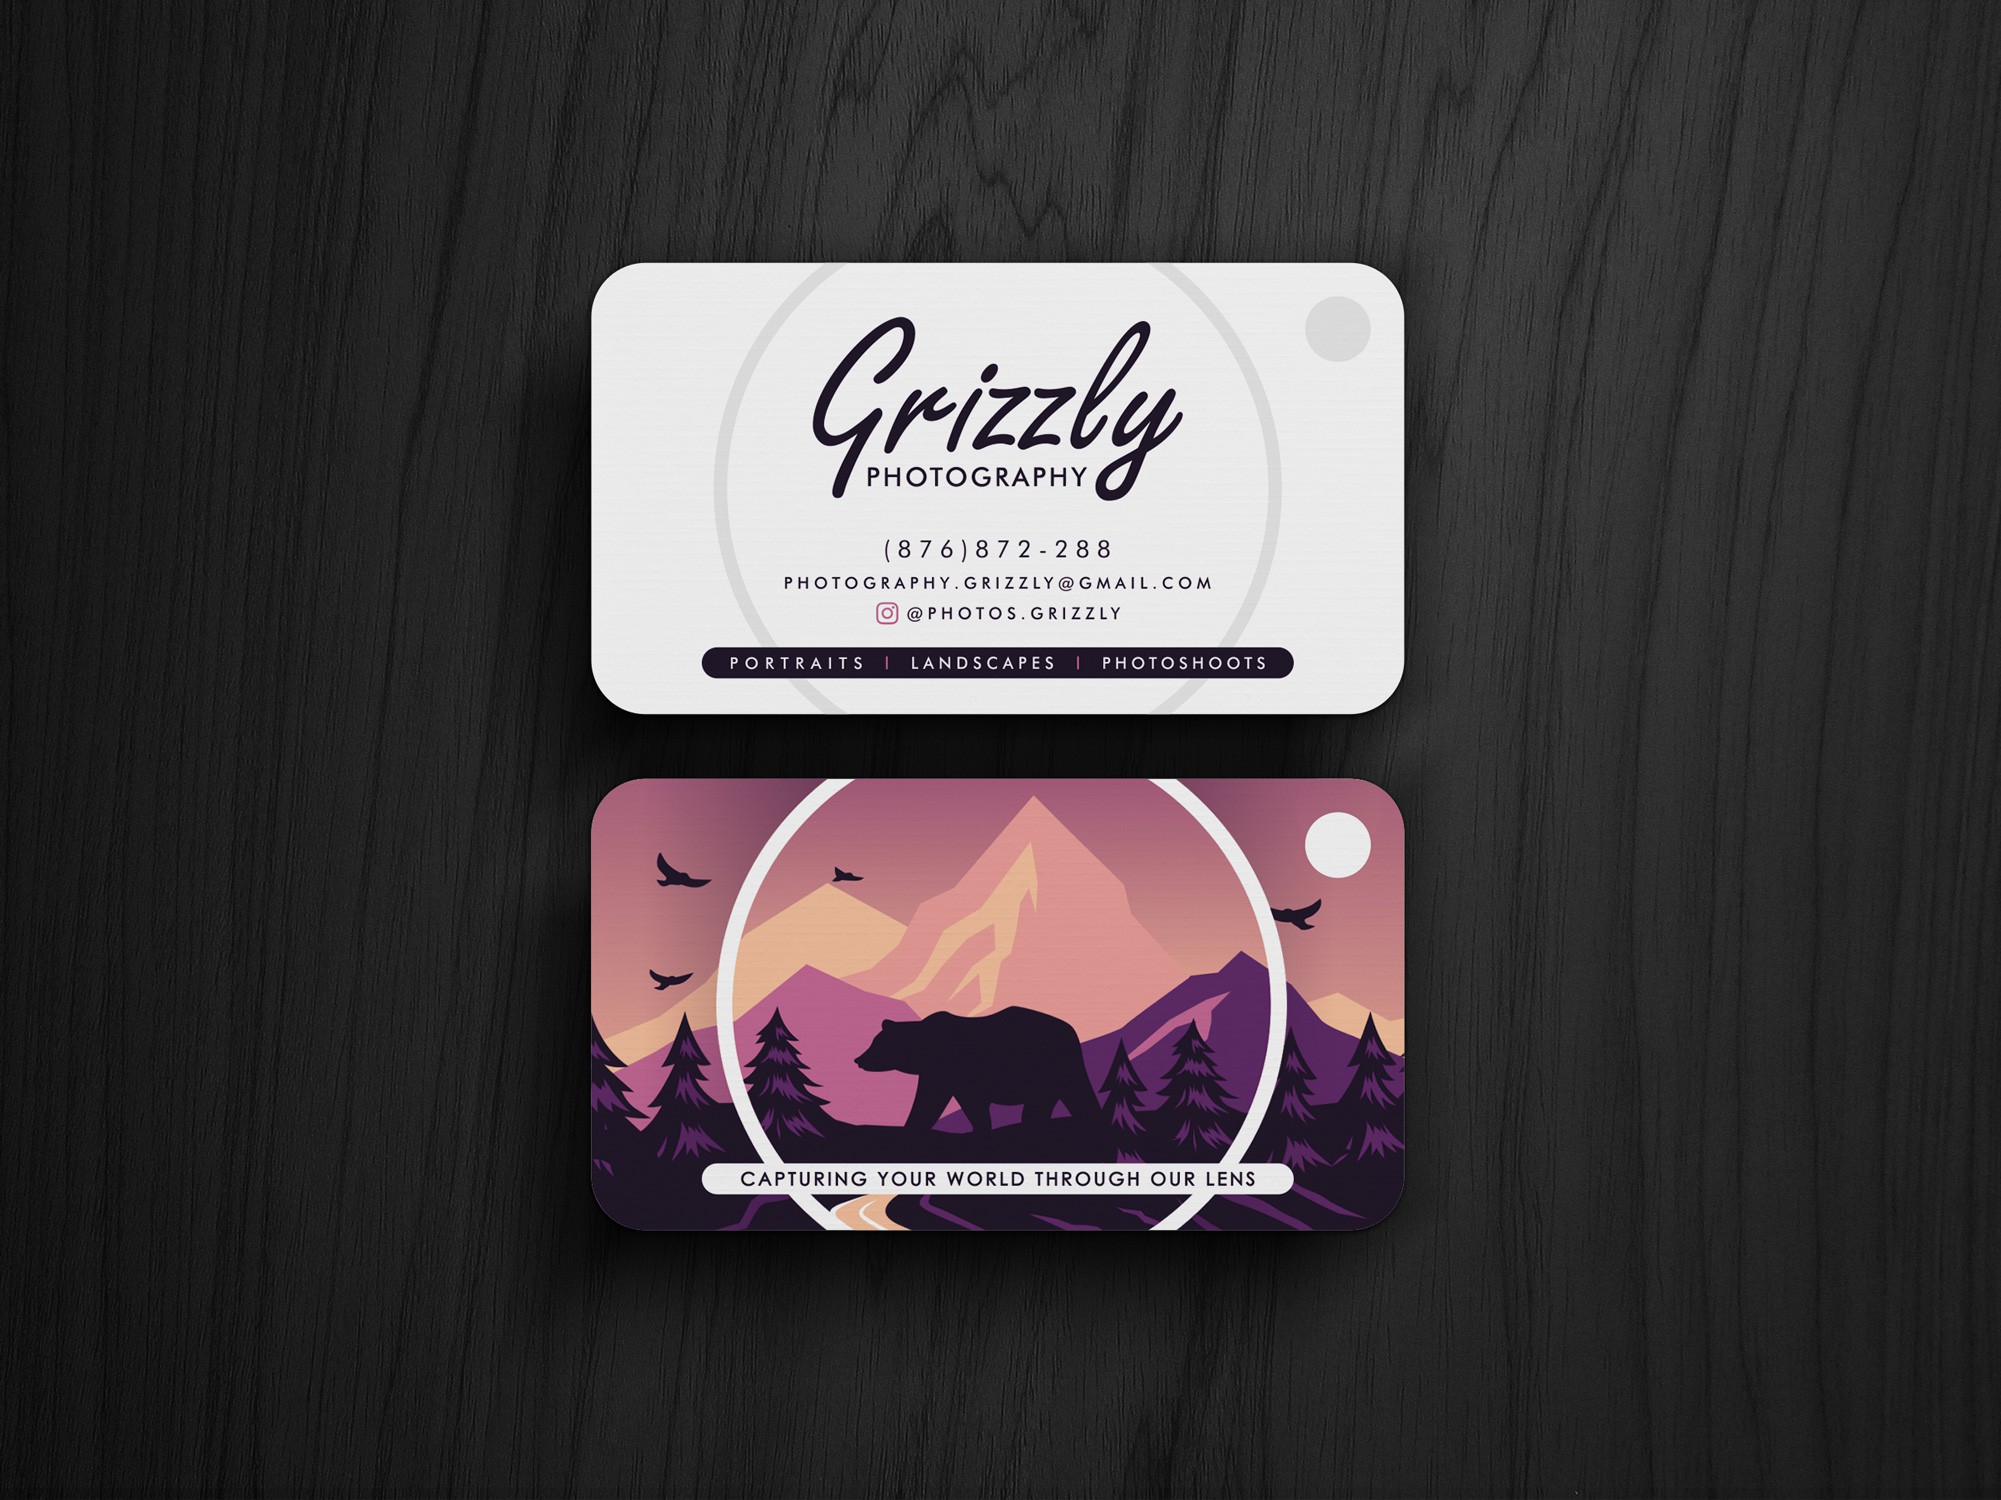 Grizzly
PHOTOGRAPHY
(876)872-288
PHOTOGRAPHY.GRIZZLY@GMAIL.COM
@PHOTOS.GRIZZLY
PORTRAITS | LANDSCAPES | PHOTOSHOOTS
CAPTURING YOUR WORLD THROUGH OUR LENS